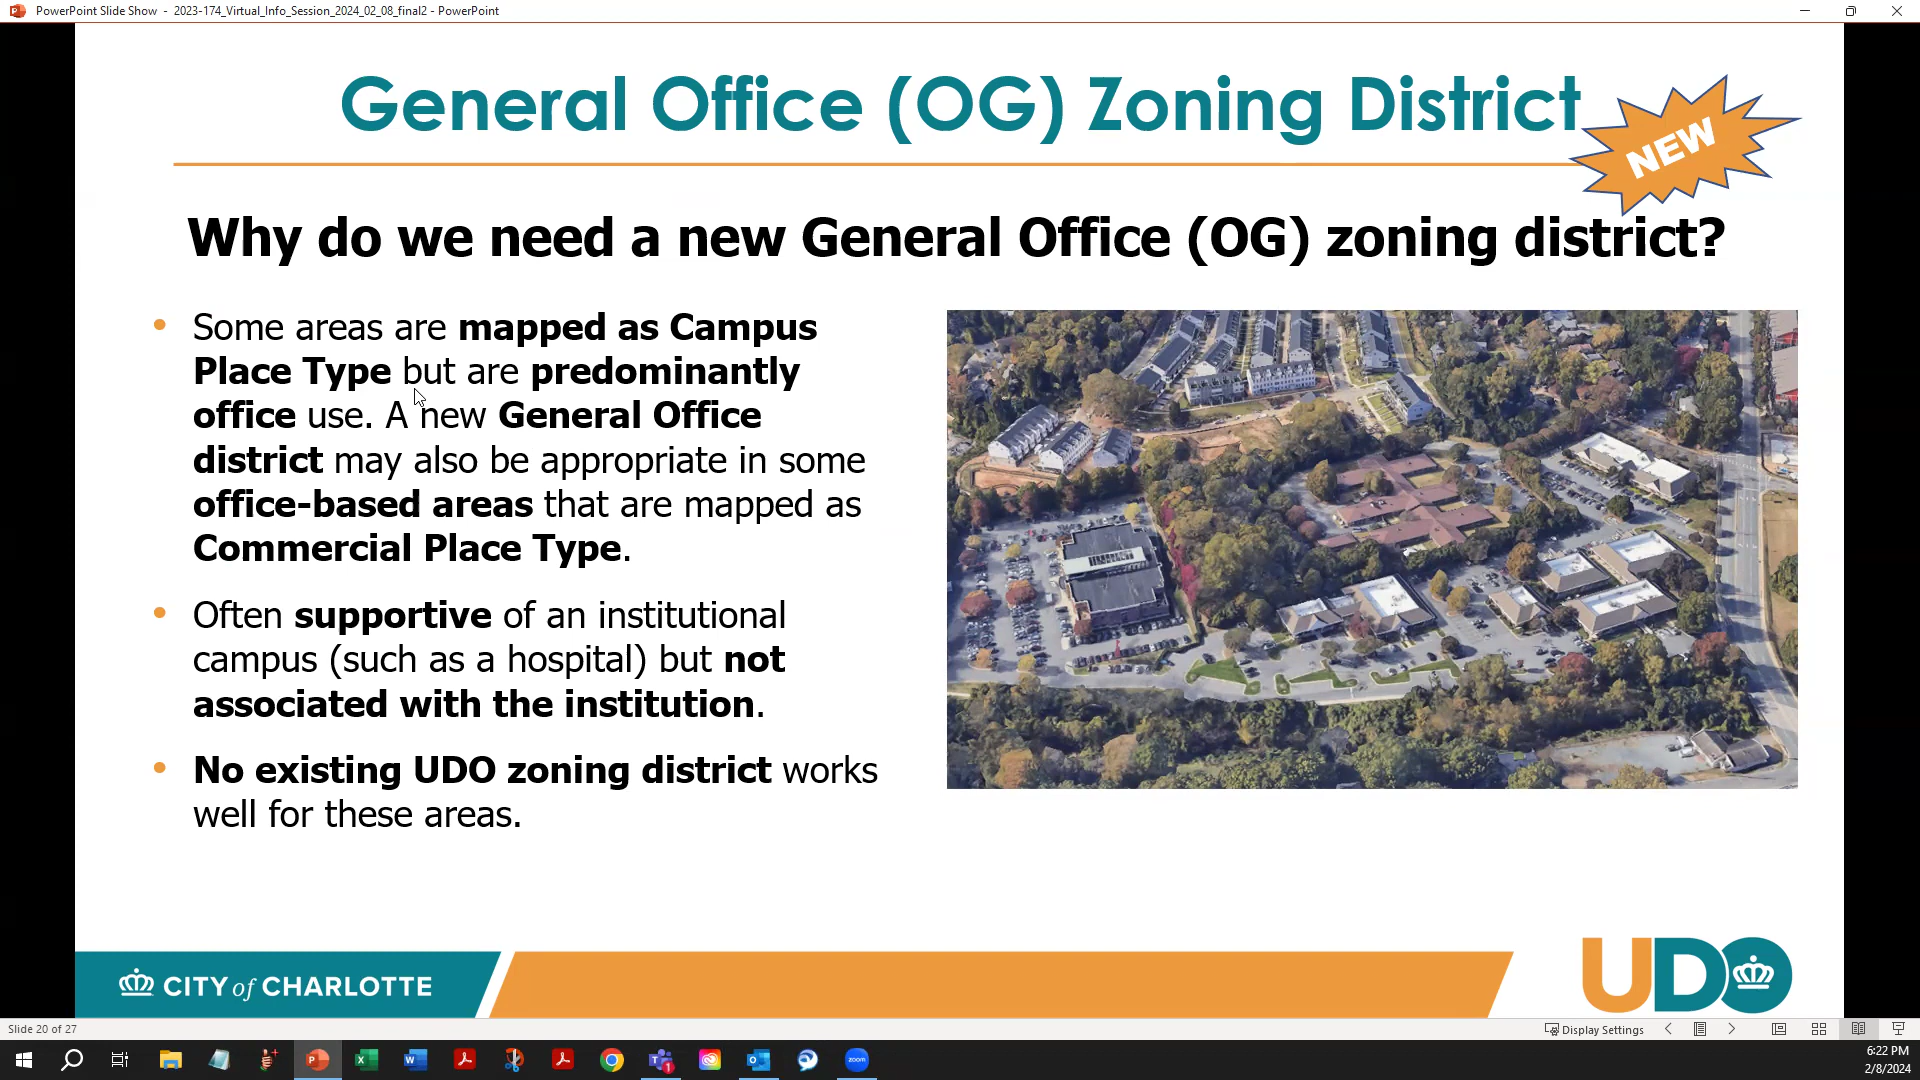 PowerPoint Slide Show - 2023-174_Virtual_Info_Session_2024_02_08_final2 - PowerPoint
General Office (OG) Zoning District
NEW
Why do we need a new General Office (OG) zoning district?
• Some areas are mapped as Campus
Place Type but are predominantly
office use. A new General Office
district may also be appropriate in some
office-based areas that are mapped as
Commercial Place Type.
• Often supportive of an institutional
campus (such as a hospital) but not
associated with the institution.
• No existing UDO zoning district works
well for these areas.
CITY of CHARLOTTE
UDO
Slide 20 of 27
Display Settings
zoom
1
6:22 PM
2/8/2024